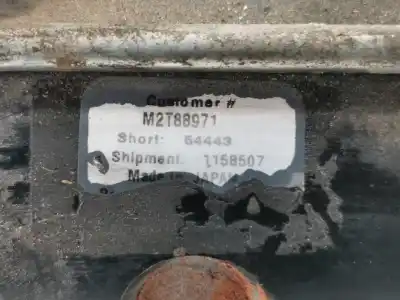 Customer #
M2T88971
Short: 54443
Shipment: 1158507
Made in JAPAN